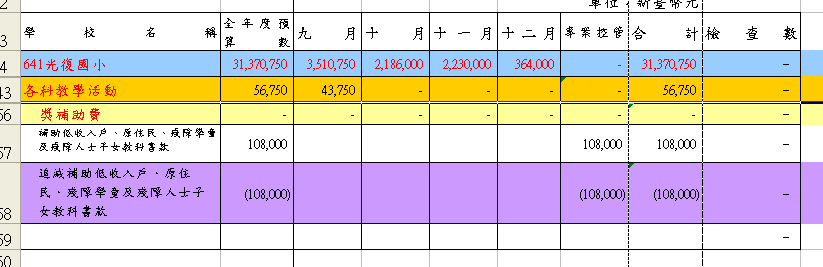 2 單位:新臺幣元
3 學 校 名 稱 全年度預算數 九 月 十 月 十一月 十二月 專案控管 合 計 檢 查 數
4 641光復國小 31,370,750 3,510,750 2,186,000 2,230,000 364,000 - 31,370,750 -
43 各科教學活動 56,750 43,750 - - - - 56,750 -
56 獎補助費 - - - - - - - -
補助低收入戶、原住民、殘障學童
57 及殘障人士子女教科書款 108,000 108,000 108,000 -
追減補助低收入戶、原住
民、殘障學童及殘障人士子 (108,000) (108,000) (108,000) -
58 女教科書款
59 -
60